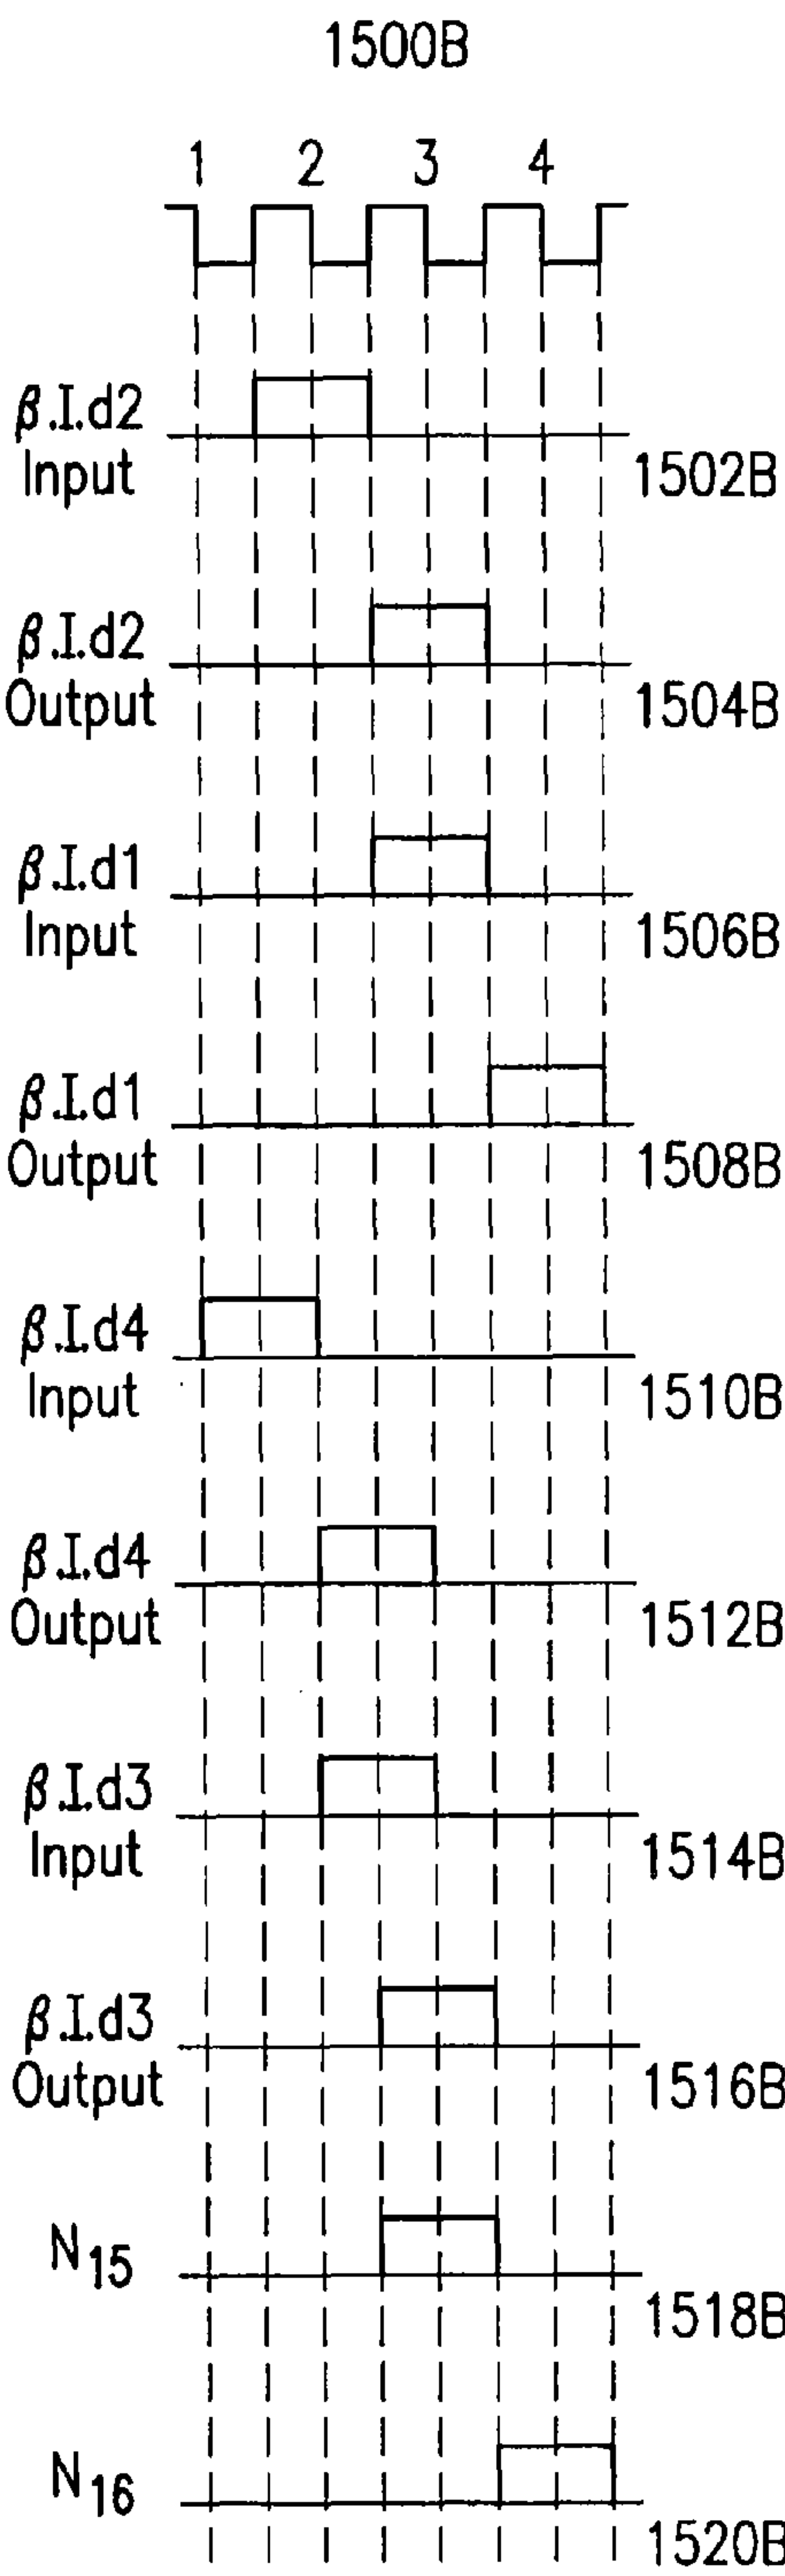 1500B
1 2 3 4
β.I.d2
Input
1502B
β.I.d2
Output
1504B
β.I.d1
Input
1506B
β.I.d1
Output
1508B
β.I.d4
Input
1510B
β.I.d4
Output
1512B
β.I.d3
Input
1514B
β.I.d3
Output
1516B
N15
1518B
N16
1520B